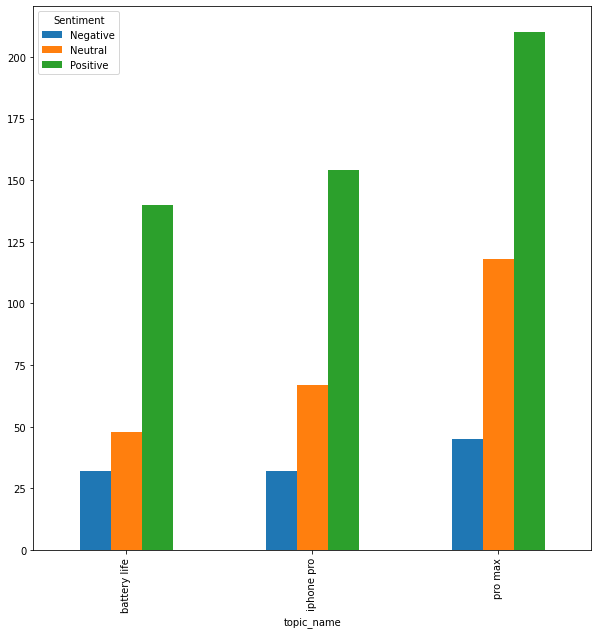 Sentiment
Negative
Neutral
Positive
200
175
150
125
100
75
50
25
0
battery life
iphone pro
pro max
topic_name